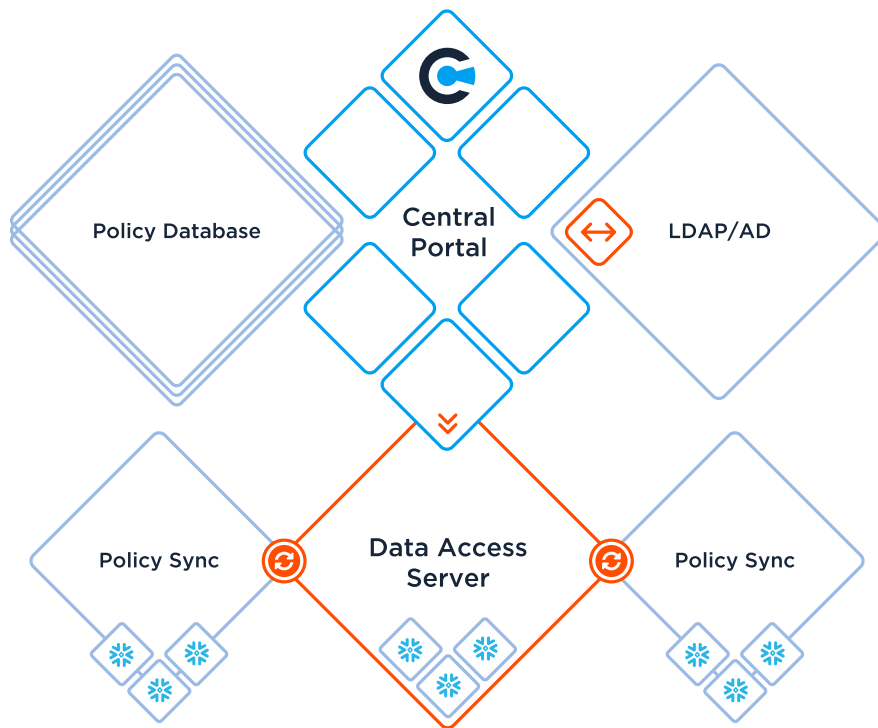 Central
Portal
Policy Database
LDAP/AD
Data Access
Server
Policy Sync
Policy Sync